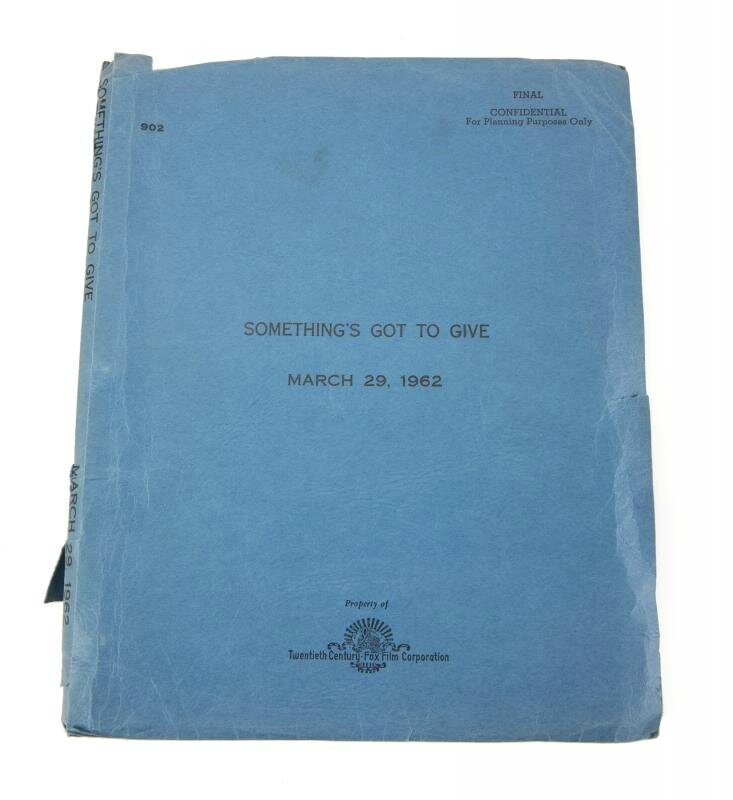 SOMETHING'S GOT TO GIVE
MARCH 29, 1962
902
FINAL
CONFIDENTIAL
For Planning Purposes Only
SOMETHING'S GOT TO GIVE
MARCH 29, 1962
Property of
Twentieth Century-Fox Film Corporation